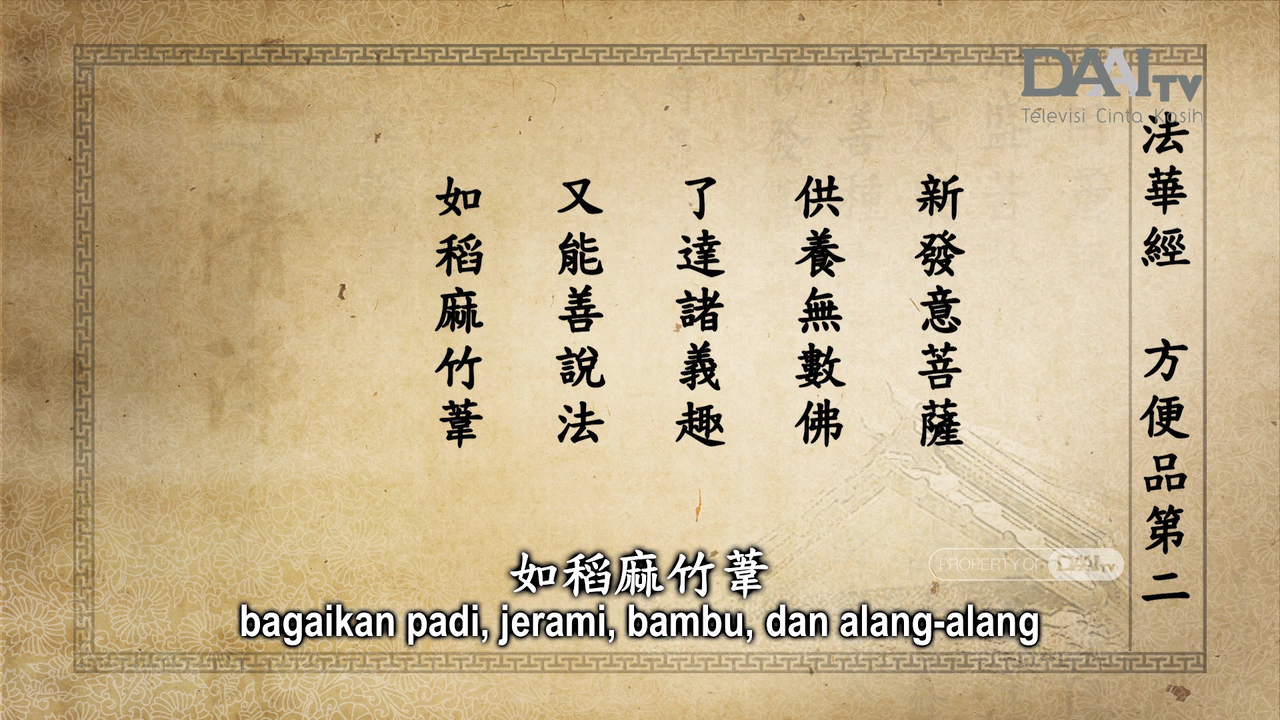 DAAI TV
Televisi Cinta Kasih
法華經 方便品第二
新發意菩薩
供養無數佛
了達諸義趣
又能善說法
如稻麻竹葦
PROPERTY OF DAAI TV
如稻麻竹葦
bagaikan padi, jerami, bambu, dan alang-alang